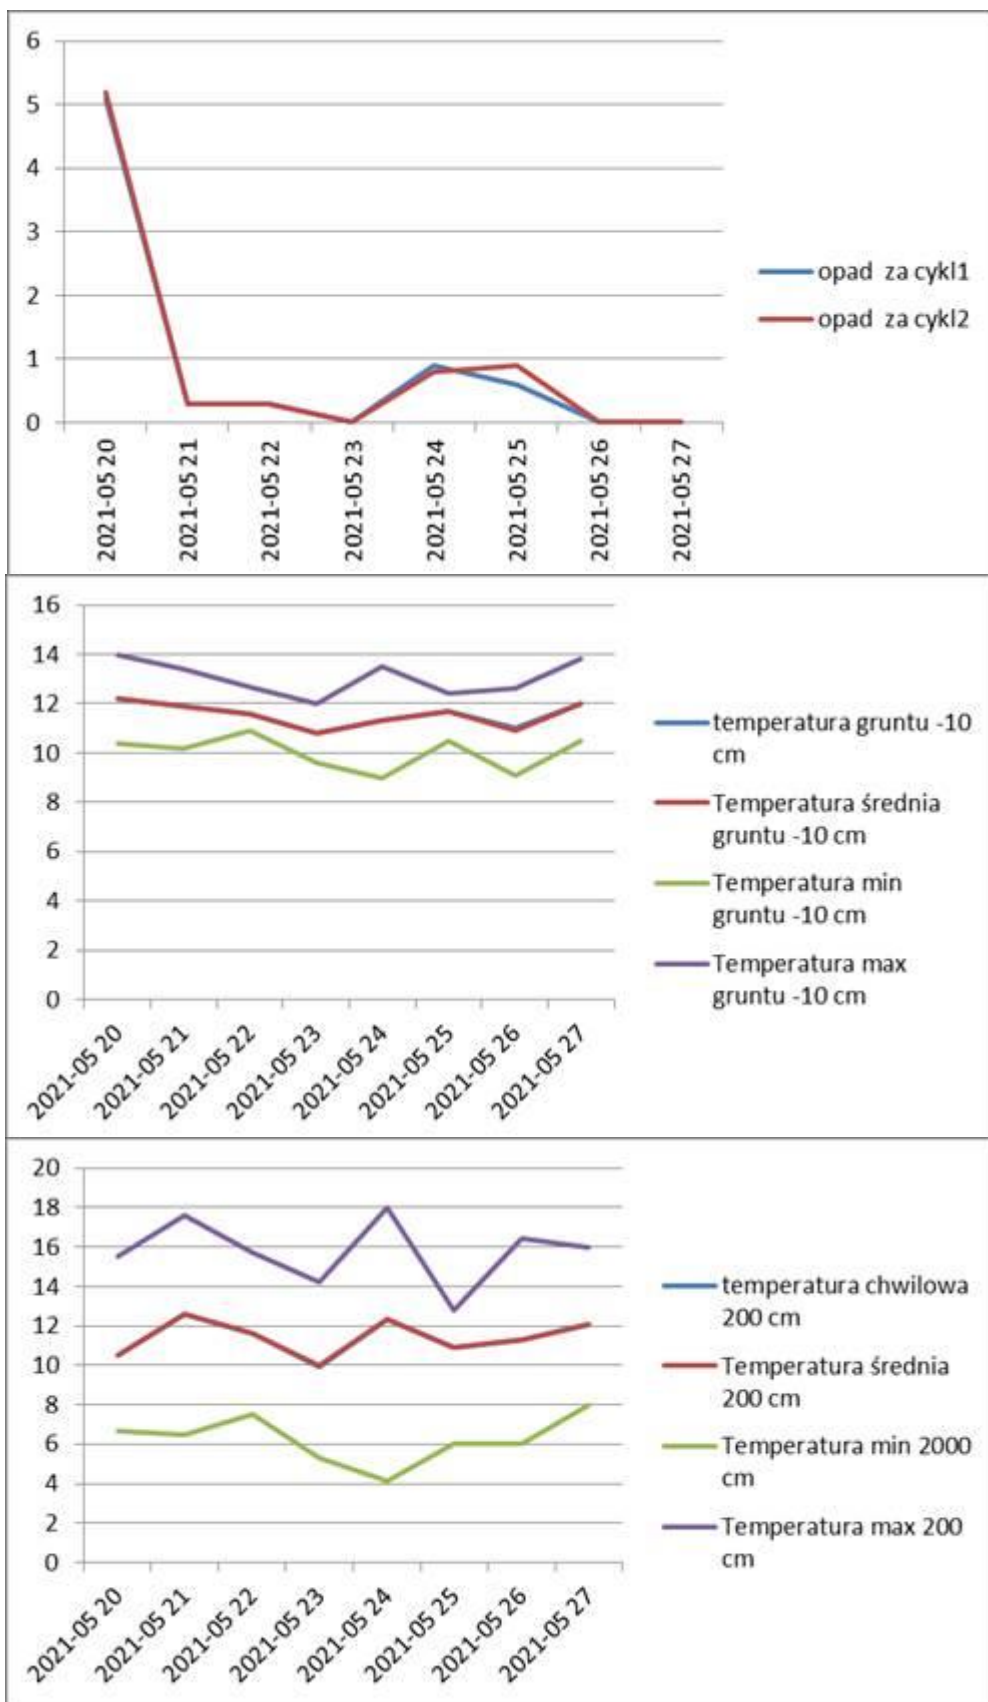 6
5
4
3
2
1
0
2021-05 20
2021-05 21
2021-05 22
2021-05 23
2021-05 24
2021-05 25
2021-05 26
2021-05 27
opad za cykl1
opad za cykl2
16
14
12
10
8
6
4
2
0
2021-05 20
2021-05 21
2021-05 22
2021-05 23
2021-05 24
2021-05 25
2021-05 26
2021-05 27
temperatura gruntu -10
cm
Temperatura średnia
gruntu -10 cm
Temperatura min
gruntu -10 cm
Temperatura max
gruntu -10 cm
20
18
16
14
12
10
8
6
4
2
0
2021-05 20
2021-05 21
2021-05 22
2021-05 23
2021-05 24
2021-05 25
2021-05 26
2021-05 27
temperatura chwilowa
200 cm
Temperatura średnia
200 cm
Temperatura min 2000
cm
Temperatura max 200
cm